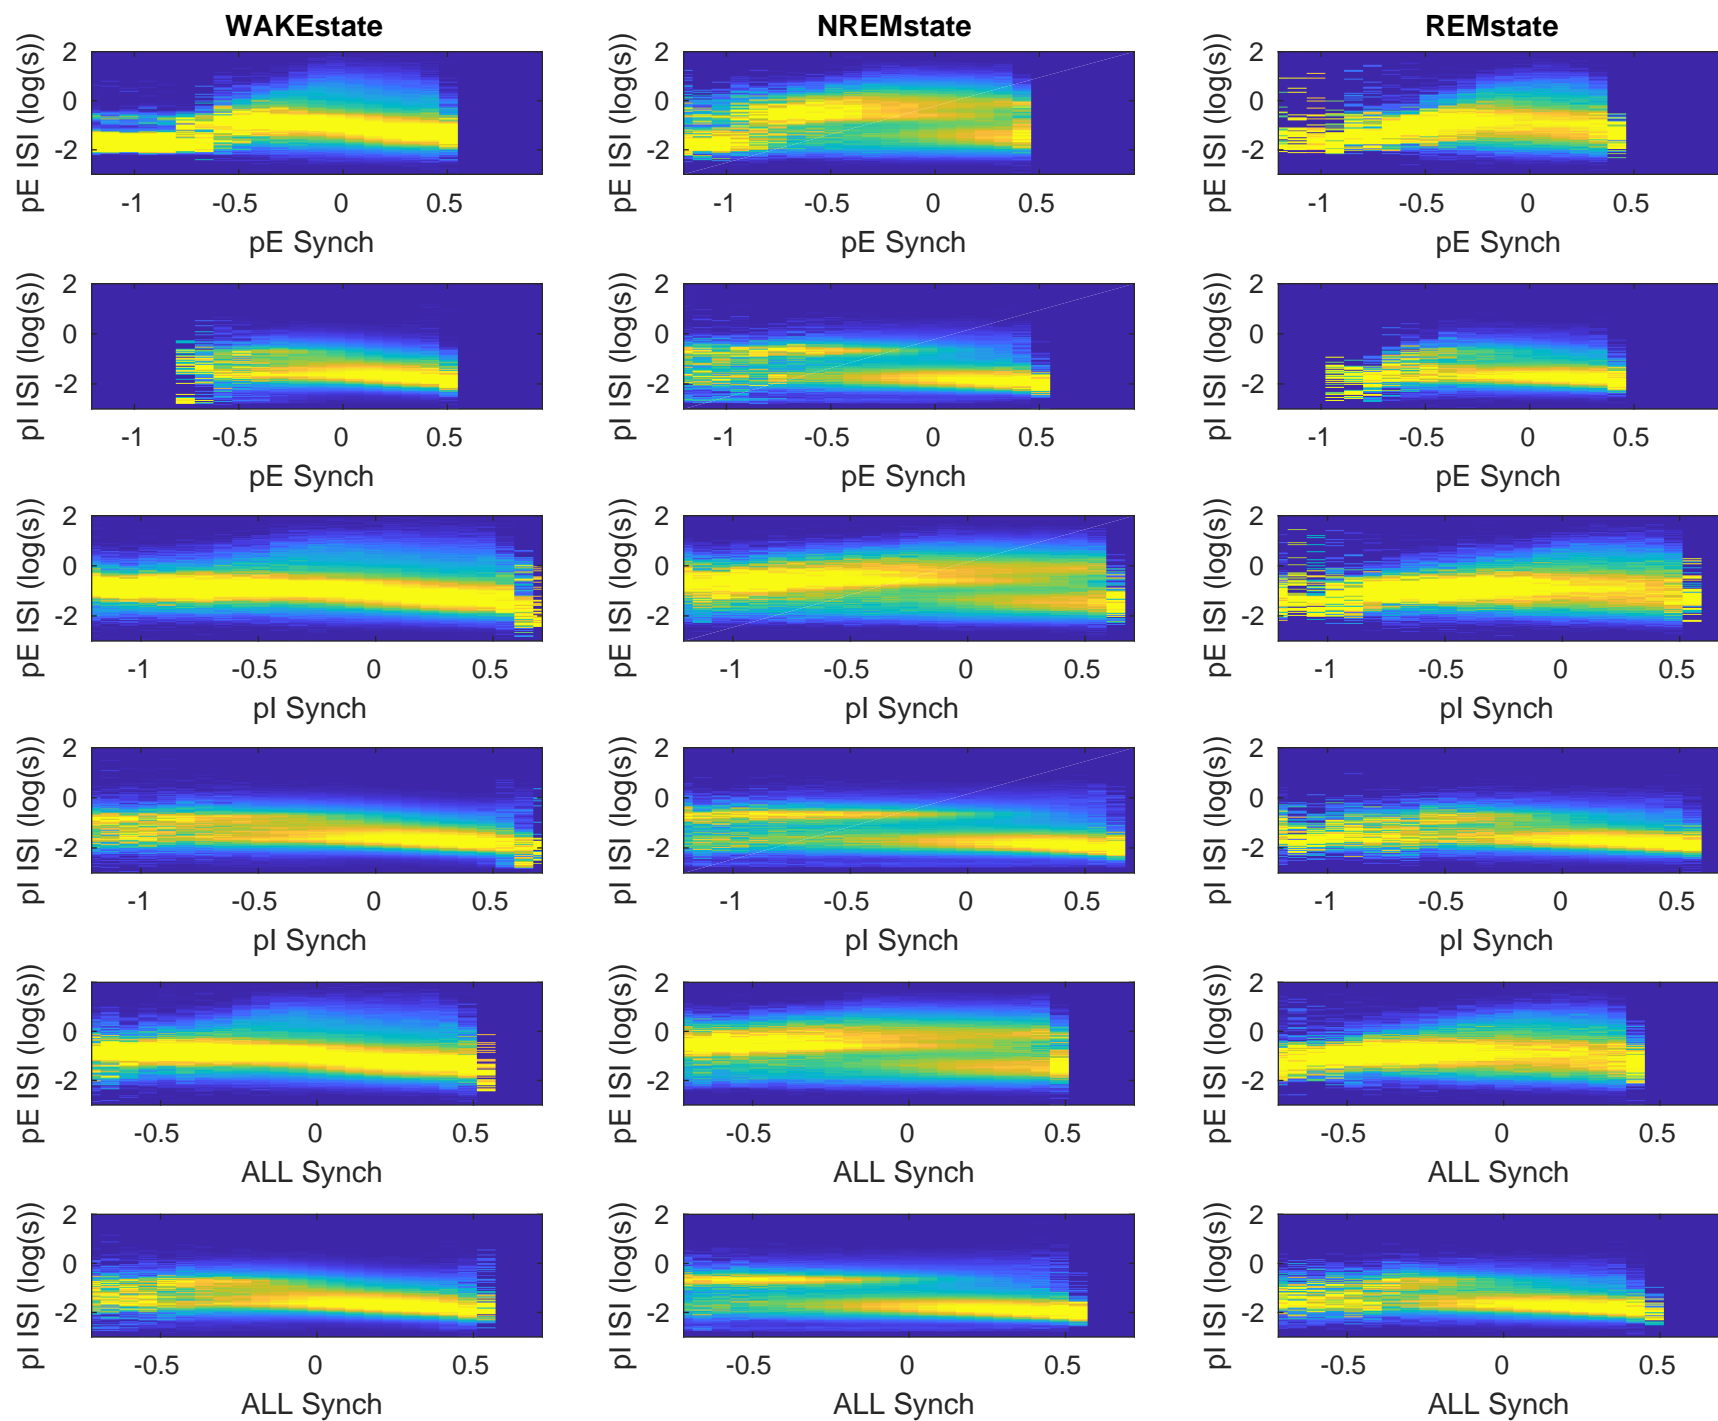 WAKEstate NREMstate REMstate
pE ISI (log(s)) 2 0 -2 pE ISI (log(s)) 2 0 -2 pE ISI (log(s)) 2 0 -2
-1 -0.5 0 0.5 -1 -0.5 0 0.5 -1 -0.5 0 0.5
pE Synch pE Synch pE Synch
pI ISI (log(s)) 2 0 -2 pI ISI (log(s)) 2 0 -2 pI ISI (log(s)) 2 0 -2
-1 -0.5 0 0.5 -1 -0.5 0 0.5 -1 -0.5 0 0.5
pE Synch pE Synch pE Synch
pE ISI (log(s)) 2 0 -2 pE ISI (log(s)) 2 0 -2 pE ISI (log(s)) 2 0 -2
-1 -0.5 0 0.5 -1 -0.5 0 0.5 -1 -0.5 0 0.5
pI Synch pI Synch pI Synch
pI ISI (log(s)) 2 0 -2 pI ISI (log(s)) 2 0 -2 pI ISI (log(s)) 2 0 -2
-1 -0.5 0 0.5 -1 -0.5 0 0.5 -1 -0.5 0 0.5
pI Synch pI Synch pI Synch
pE ISI (log(s)) 2 0 -2 pE ISI (log(s)) 2 0 -2 pE ISI (log(s)) 2 0 -2
-0.5 0 0.5 -0.5 0 0.5 -0.5 0 0.5
ALL Synch ALL Synch ALL Synch
pI ISI (log(s)) 2 0 -2 pI ISI (log(s)) 2 0 -2 pI ISI (log(s)) 2 0 -2
-0.5 0 0.5 -0.5 0 0.5 -0.5 0 0.5
ALL Synch ALL Synch ALL Synch